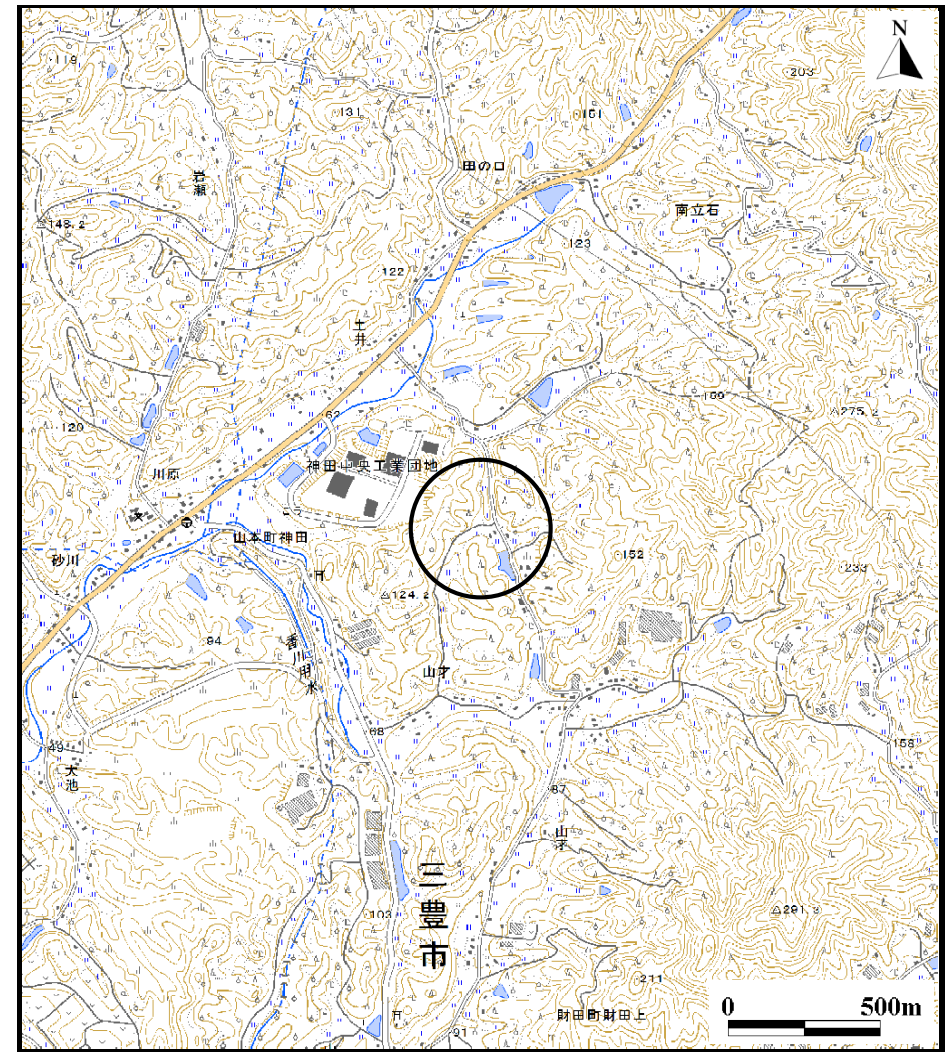 N
119
203
131
151
田の口
岩瀬
南立石
148.2
123
122
土井
169
275.2
62
120
神田中央工業団地
川原
山本町神田
152
233
砂川
124.2
94
香川用水
山才
68
49
158
大池
87
山才
三豊市
291.3
103
211
0 500m
財田町財田上
91